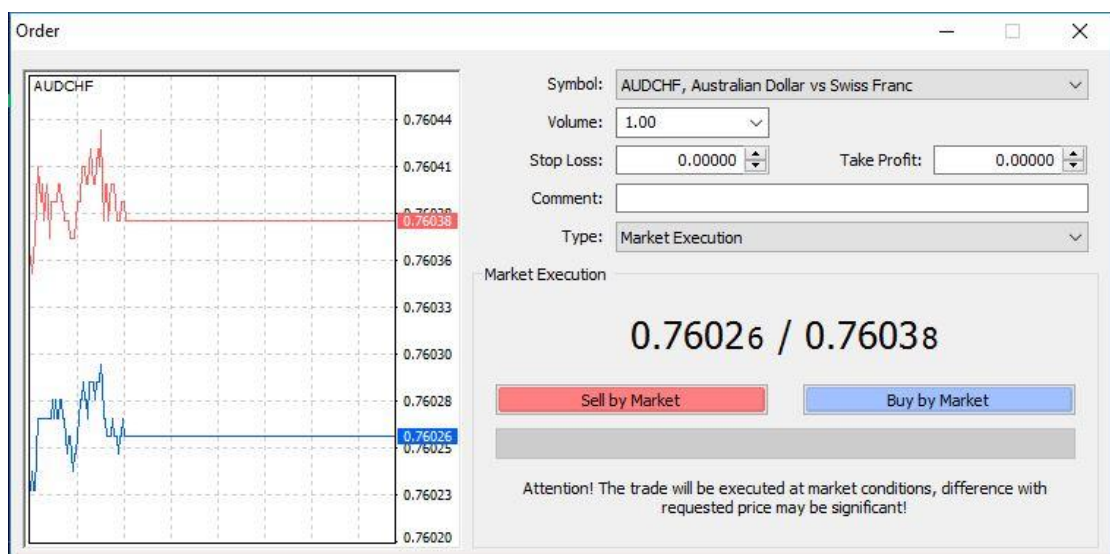 Order
AUDCHF
0.76044
0.76041
0.76038
0.76036
0.76033
0.76030
0.76028
0.76026
0.76025
0.76023
0.76020
Symbol: AUDCHF, Australian Dollar vs Swiss Franc
Volume: 1.00
Stop Loss: 0.00000 Take Profit: 0.00000
Comment:
Type: Market Execution
Market Execution
0.76026 / 0.76038
Sell by Market Buy by Market
Attention! The trade will be executed at market conditions, difference with
requested price may be significant!